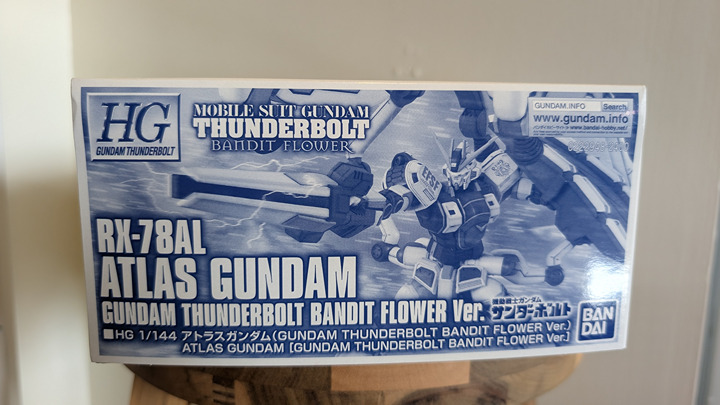 HG
GUNDAM THUNDERBOLT
MOBILE SUIT GUNDAM
THUNDERBOLT
BANDIT FLOWER
GUNDAM.INFO Search
www.gundam.info
EFSF
RX-78AL
ATLAS GUNDAM
GUNDAM THUNDERBOLT BANDIT FLOWER Ver.
機動戦士ガンダム
サンダーボルト
BAN
DAI
■HG 1/144 アトラスガンダム(GUNDAM THUNDERBOLT BANDIT FLOWER Ver.)
ATLAS GUNDAM [GUNDAM THUNDERBOLT BANDIT FLOWER Ver.]